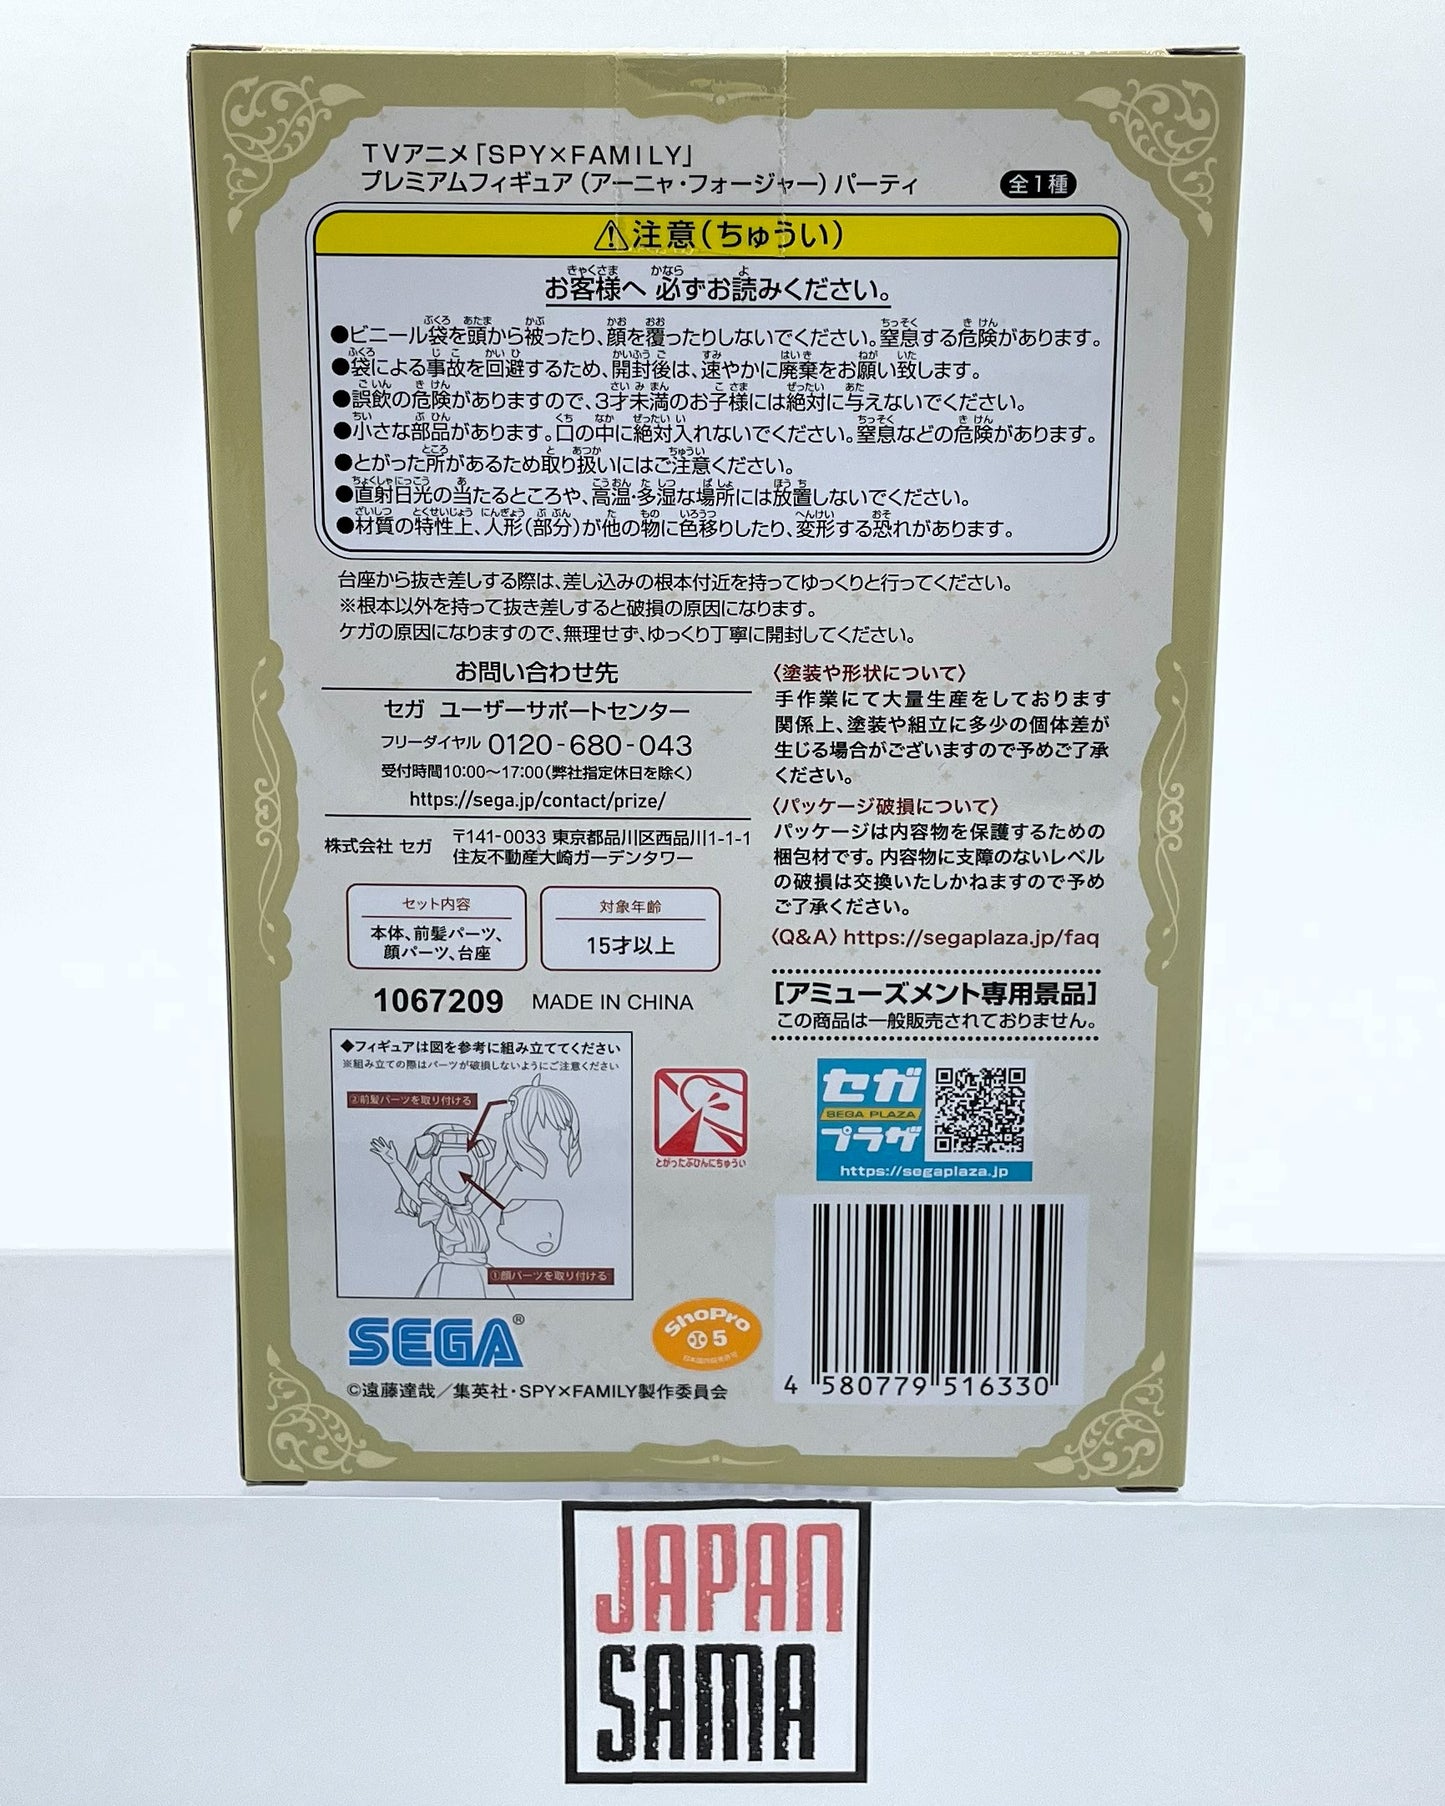 TVアニメ「SPY×FAMILY」
プレミアムフィギュア(アーニャ・フォージャー)パーティ
全1種
⚠注意(ちゅうい)
お客様へ 必ずお読みください。
●ビニール袋を頭から被ったり、顔を覆ったりしないでください。窒息する危険があります。
●袋による事故を回避するため、開封後は、速やかに廃棄をお願い致します。
●誤飲の危険がありますので、3才未満のお子様には絶対に与えないでください。
●小さな部品があります。口の中に絶対入れないでください。窒息などの危険があります。
●とがった所があるため取り扱いにはご注意ください。
●直射日光の当たるところや、高温・多湿な場所には放置しないでください。
●材質の特性上、人形(部分)が他の物に色移りしたり、変形する恐れがあります。
台座から抜き差しする際は、差し込みの根本付近を持ってゆっくりと行ってください。
※根本以外を持って抜き差しすると破損の原因になります。
ケガの原因になりますので、無理せず、ゆっくり丁寧に開封してください。
お問い合わせ先
セガ ユーザーサポートセンター
フリーダイヤル 0120-680-043
受付時間10:00〜17:00(弊社指定休日を除く)
https://sega.jp/contact/prize/
株式会社 セガ
〒141-0033 東京都品川区西品川1-1-1
住友不動産大崎ガーデンタワー
セット内容
本体、前髪パーツ、
顔パーツ、台座
対象年齢
15才以上
1067209 MADE IN CHINA
〈塗装や形状について〉
手作業にて大量生産をしております
関係上、塗装や組立に多少の個体差が
生じる場合がございますので予めご了承
ください。
〈パッケージ破損について〉
パッケージは内容物を保護するための
梱包材です。内容物に支障のないレベル
の破損は交換いたしかねますので予め
ご了承ください。
〈Q&A〉https://segaplaza.jp/faq
[アミューズメント専用景品]
この商品は一般販売されておりません。
◆フィギュアは図を参考に組み立ててください
※組み立ての際はパーツが破損しないようにご注意ください
②前髪パーツを取り付ける
①顔パーツを取り付ける
とがったぶひんにちゅうい
セガ
SEGA PLAZA
プラザ
https://segaplaza.jp
SEGA®
ShoPro
5
©遠藤達哉/集英社・SPY×FAMILY製作委員会
4 580779 516330
JAPAN
SAMA